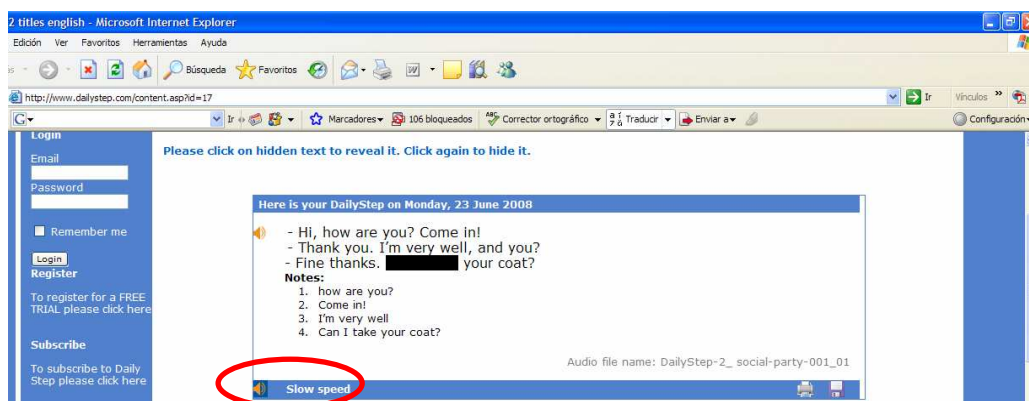 2 titles english - Microsoft Internet Explorer
Edición Ver Favoritos Herramientas Ayuda
Búsqueda Favoritos
http://www.dailystep.com/content.asp?id=17 Ir Vínculos »
G Ir Marcadores 106 bloqueados Corrector ortográfico Traducir Enviar a Configuración
Login
Email
Password
Remember me
Login
Register
To register for a FREE
TRIAL please click here
Subscribe
To subscribe to Daily
Step please click here
Please click on hidden text to reveal it. Click again to hide it.
Here is your DailyStep on Monday, 23 June 2008
- Hi, how are you? Come in!
- Thank you. I'm very well, and you?
- Fine thanks. your coat?
Notes:
1. how are you?
2. Come in!
3. I'm very well
4. Can I take your coat?
Audio file name: DailyStep-2_ social-party-001_01
Slow speed